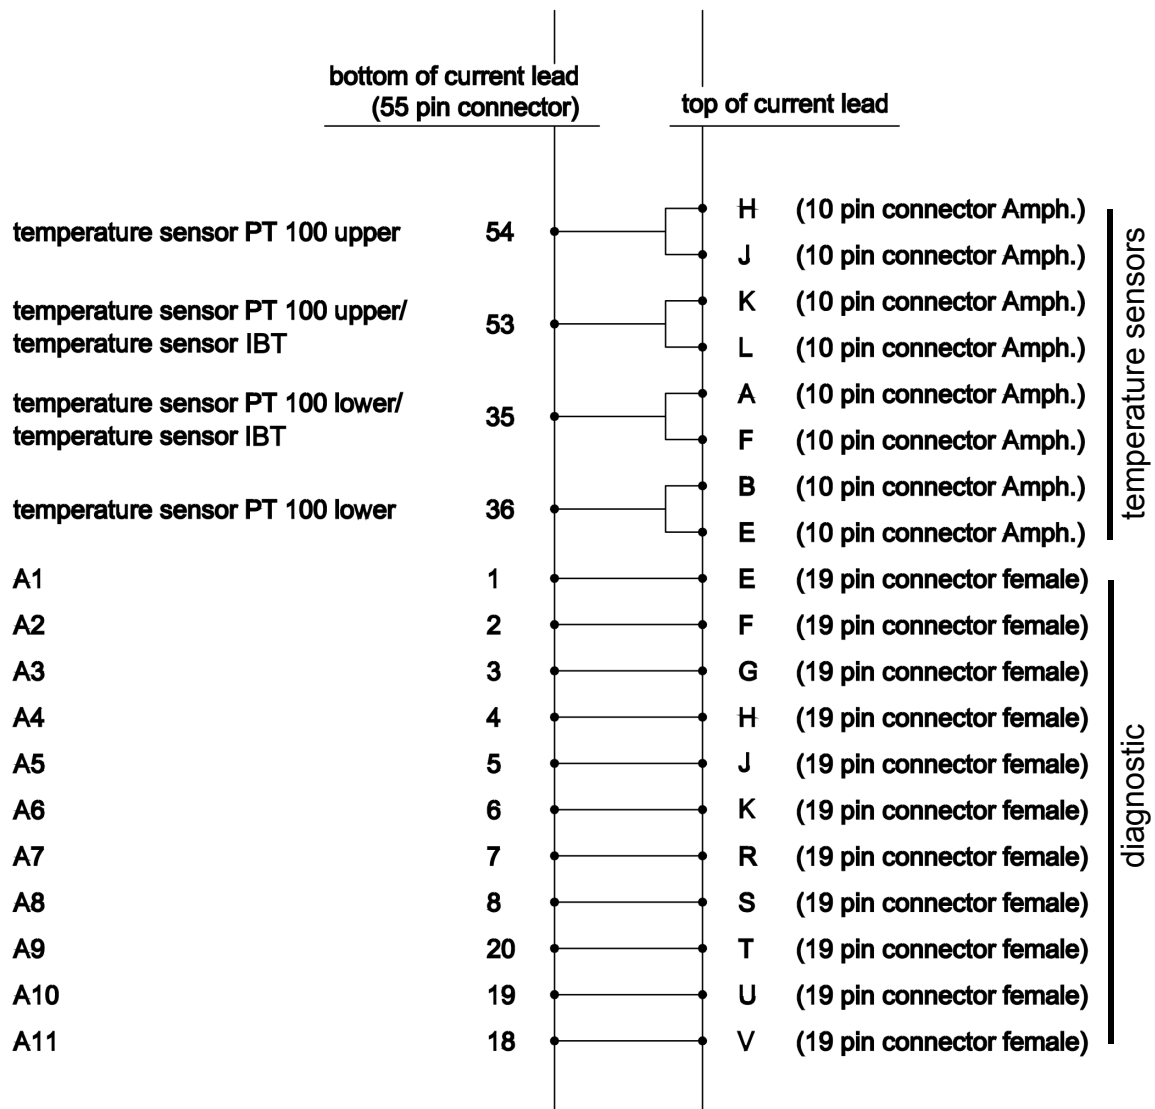 bottom of current lead
(55 pin connector)
top of current lead
temperature sensor PT 100 upper 54 H (10 pin connector Amph.)
J (10 pin connector Amph.)
temperature sensor PT 100 upper/
temperature sensor IBT 53 K (10 pin connector Amph.)
L (10 pin connector Amph.)
temperature sensor PT 100 lower/
temperature sensor IBT 35 A (10 pin connector Amph.)
F (10 pin connector Amph.)
temperature sensor PT 100 lower 36 B (10 pin connector Amph.)
E (10 pin connector Amph.)
temperature sensors
A1 1 E (19 pin connector female)
A2 2 F (19 pin connector female)
A3 3 G (19 pin connector female)
A4 4 H (19 pin connector female)
A5 5 J (19 pin connector female)
A6 6 K (19 pin connector female)
A7 7 R (19 pin connector female)
A8 8 S (19 pin connector female)
A9 20 T (19 pin connector female)
A10 19 U (19 pin connector female)
A11 18 V (19 pin connector female)
diagnostic